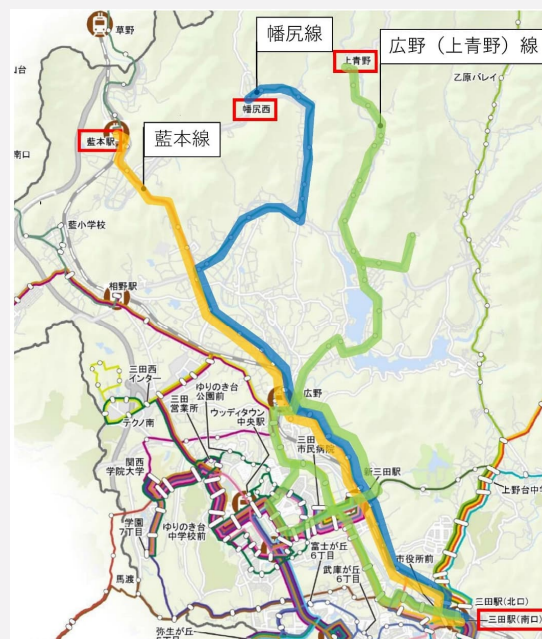 草野
山台
幡尻線
広野（上青野）線
上青野
乙原バレイ
幡尻西
藍本駅
藍本線
南口
藍小学校
相野駅
三田西
インター
ゆりのき台
公園前
三田
営業所
ウッディタウン
中央駅
広野
テクノ南
三田
市民病院
新三田駅
関西
学院大学
上野台中
学園
7丁目
ゆりのき台
中学校前
富士が丘
6丁目
市役所前
武庫が丘
6丁目
馬渡
三田駅(北口)
三田駅(南口)
弥生が丘